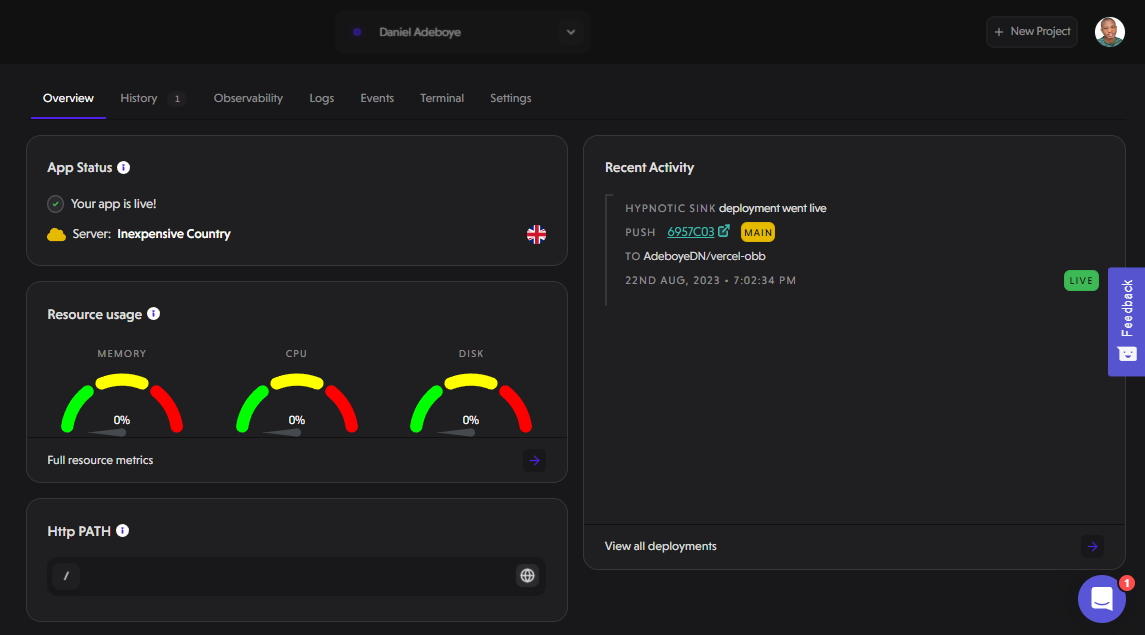 Daniel Adeboye
+ New Project
Overview
History 1
Observability
Logs
Events
Terminal
Settings
App Status i
Your app is live!
Server: Inexpensive Country
Resource usage i
MEMORY
CPU
DISK
0%
0%
0%
Full resource metrics
Http PATH i
/
Recent Activity
HYPNOTIC SINK deployment went live
PUSH 6957C03 MAIN
TO AdeboyeDN/vercel-obb
22ND AUG, 2023 • 7:02:34 PM
LIVE
View all deployments
Feedback
1